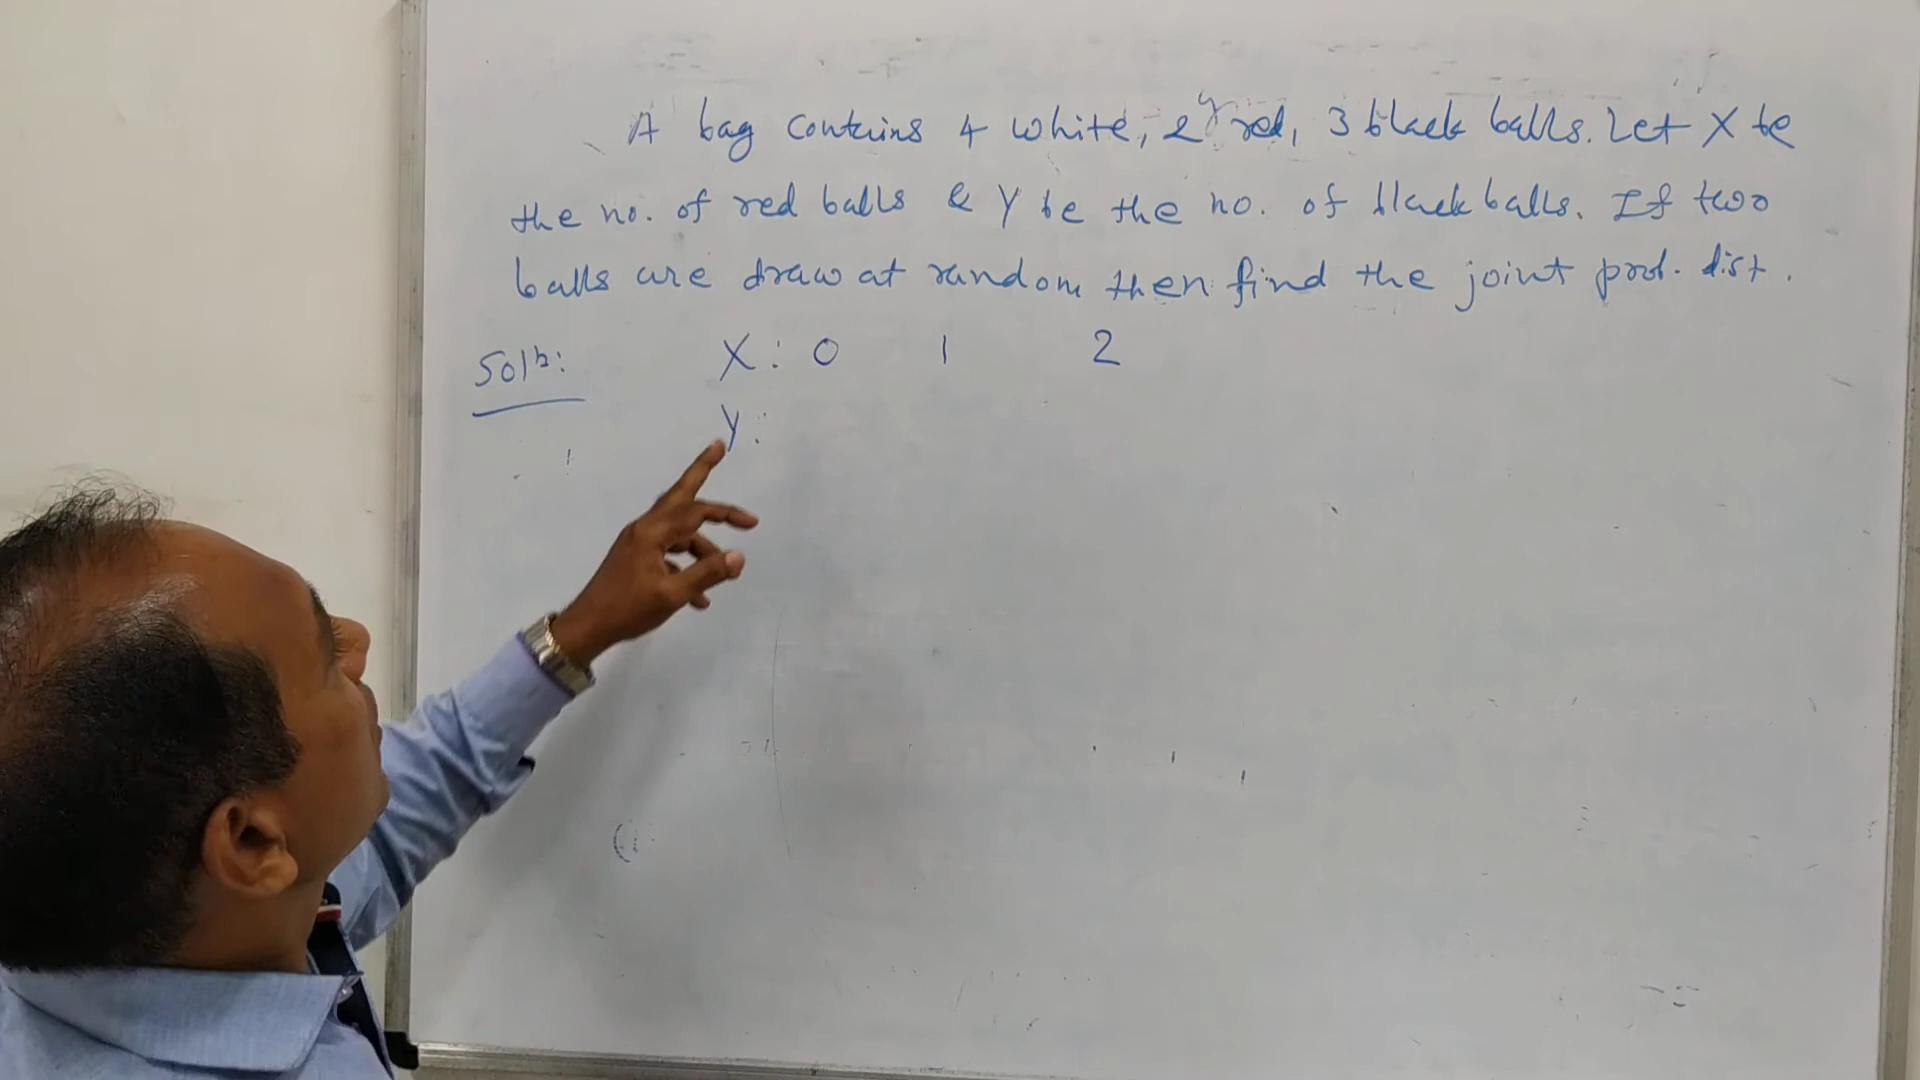 A bag contains 4 white, 2 red, 3 black balls. Let X be
the no. of red balls & Y be the no. of black balls. If two
balls are draw at random then find the joint prob. dist.
Soln: X : 0 1 2
Y :